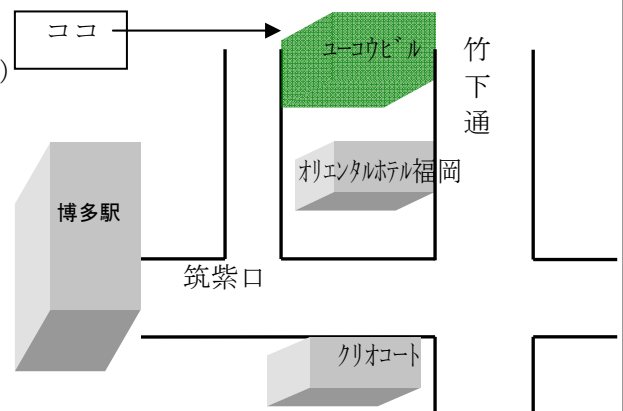 ココ
)
ユーコウビル
竹下通
オリエンタルホテル福岡
博多駅
筑紫口
クリオコート